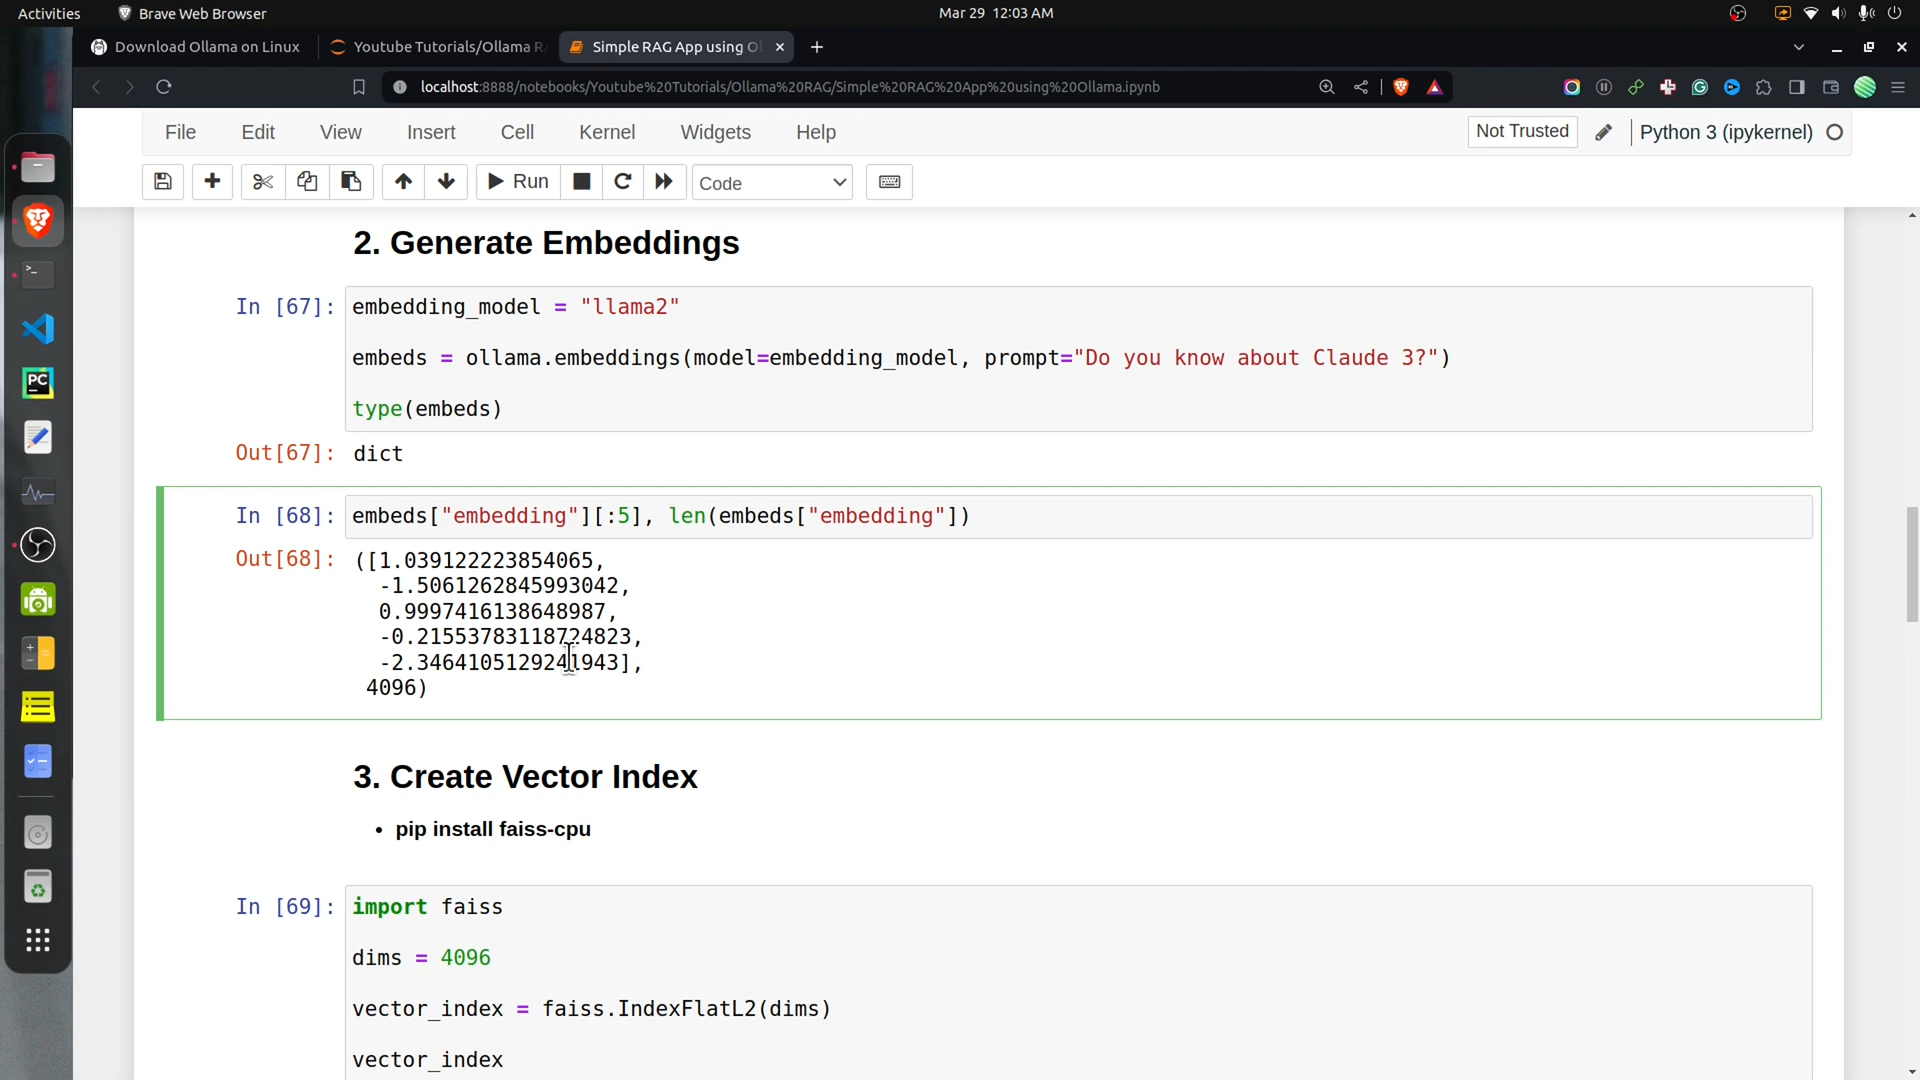 Activities
Brave Web Browser
Mar 29 12:03 AM
Download Ollama on Linux
Youtube Tutorials/Ollama R
Simple RAG App using Ol
localhost:8888/notebooks/Youtube%20Tutorials/Ollama%20RAG/Simple%20RAG%20App%20using%20Ollama.ipynb
File Edit View Insert Cell Kernel Widgets Help
Not Trusted
Python 3 (ipykernel)
Run
Code
2. Generate Embeddings
In [67]: embedding_model = "llama2"
embeds = ollama.embeddings(model=embedding_model, prompt="Do you know about Claude 3?")
type(embeds)
Out[67]: dict
In [68]: embeds["embedding"][:5], len(embeds["embedding"])
Out[68]: ([1.039122223854065,
-1.5061262845993042,
0.9997416138648987,
-0.21553783118724823,
-2.3464105129241943],
4096)
3. Create Vector Index
• pip install faiss-cpu
In [69]: import faiss
dims = 4096
vector_index = faiss.IndexFlatL2(dims)
vector_index
PC